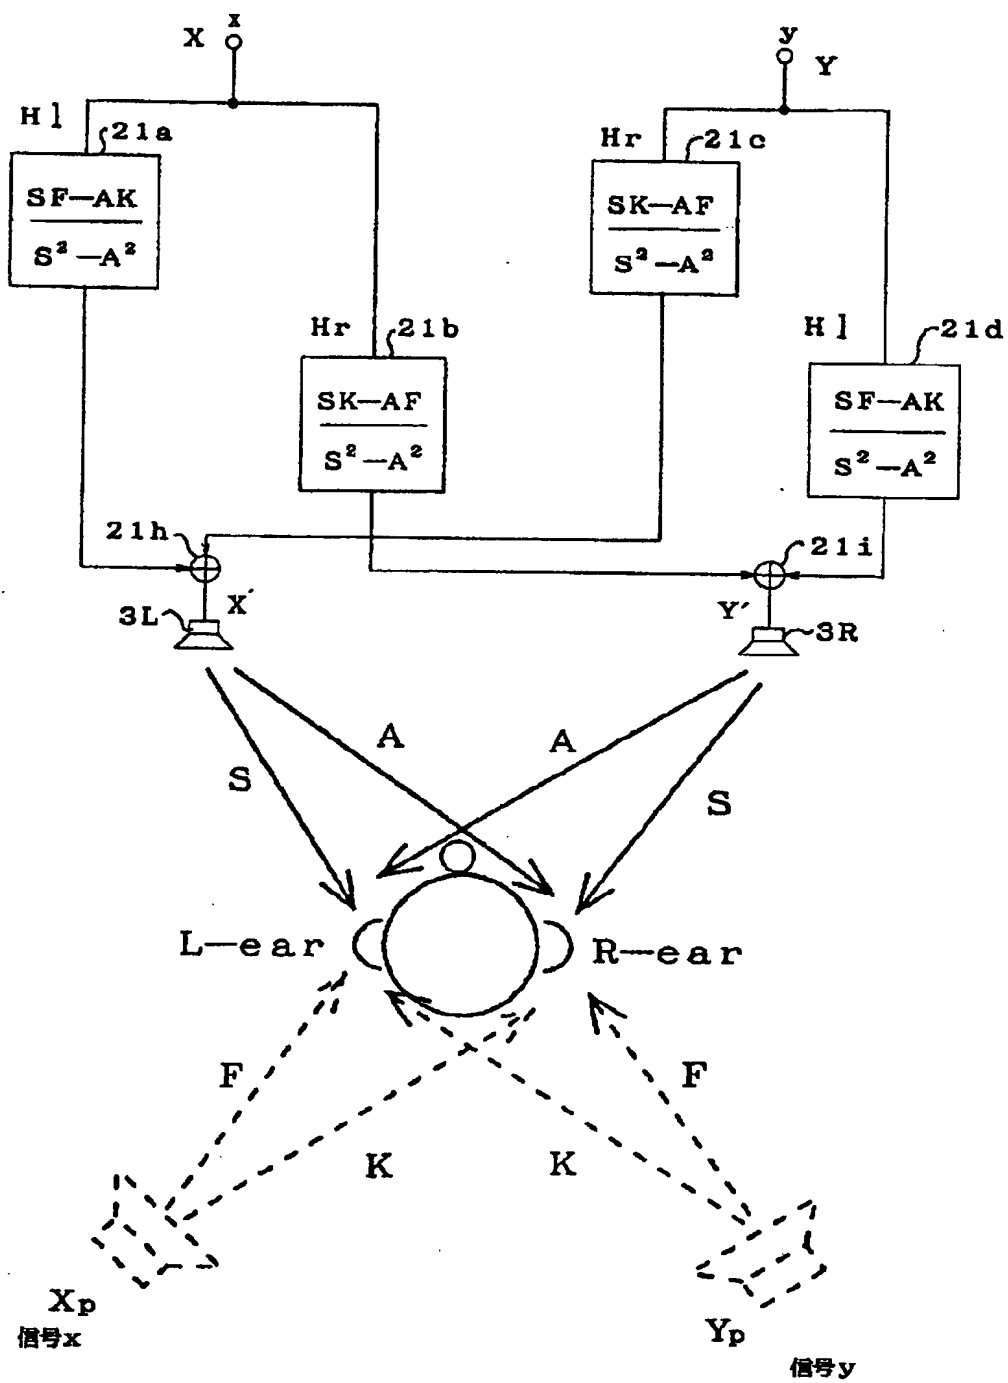 x
X
y
Y
Hl
21a
SF—AK
S²—A²
Hr
21c
SK—AF
S²—A²
Hr
21b
SK—AF
S²—A²
Hl
21d
SF—AK
S²—A²
21h
21i
X'
Y'
3L
3R
A
A
S
S
L—ear
R—ear
F
F
K
K
Xp
信号x
Yp
信号y